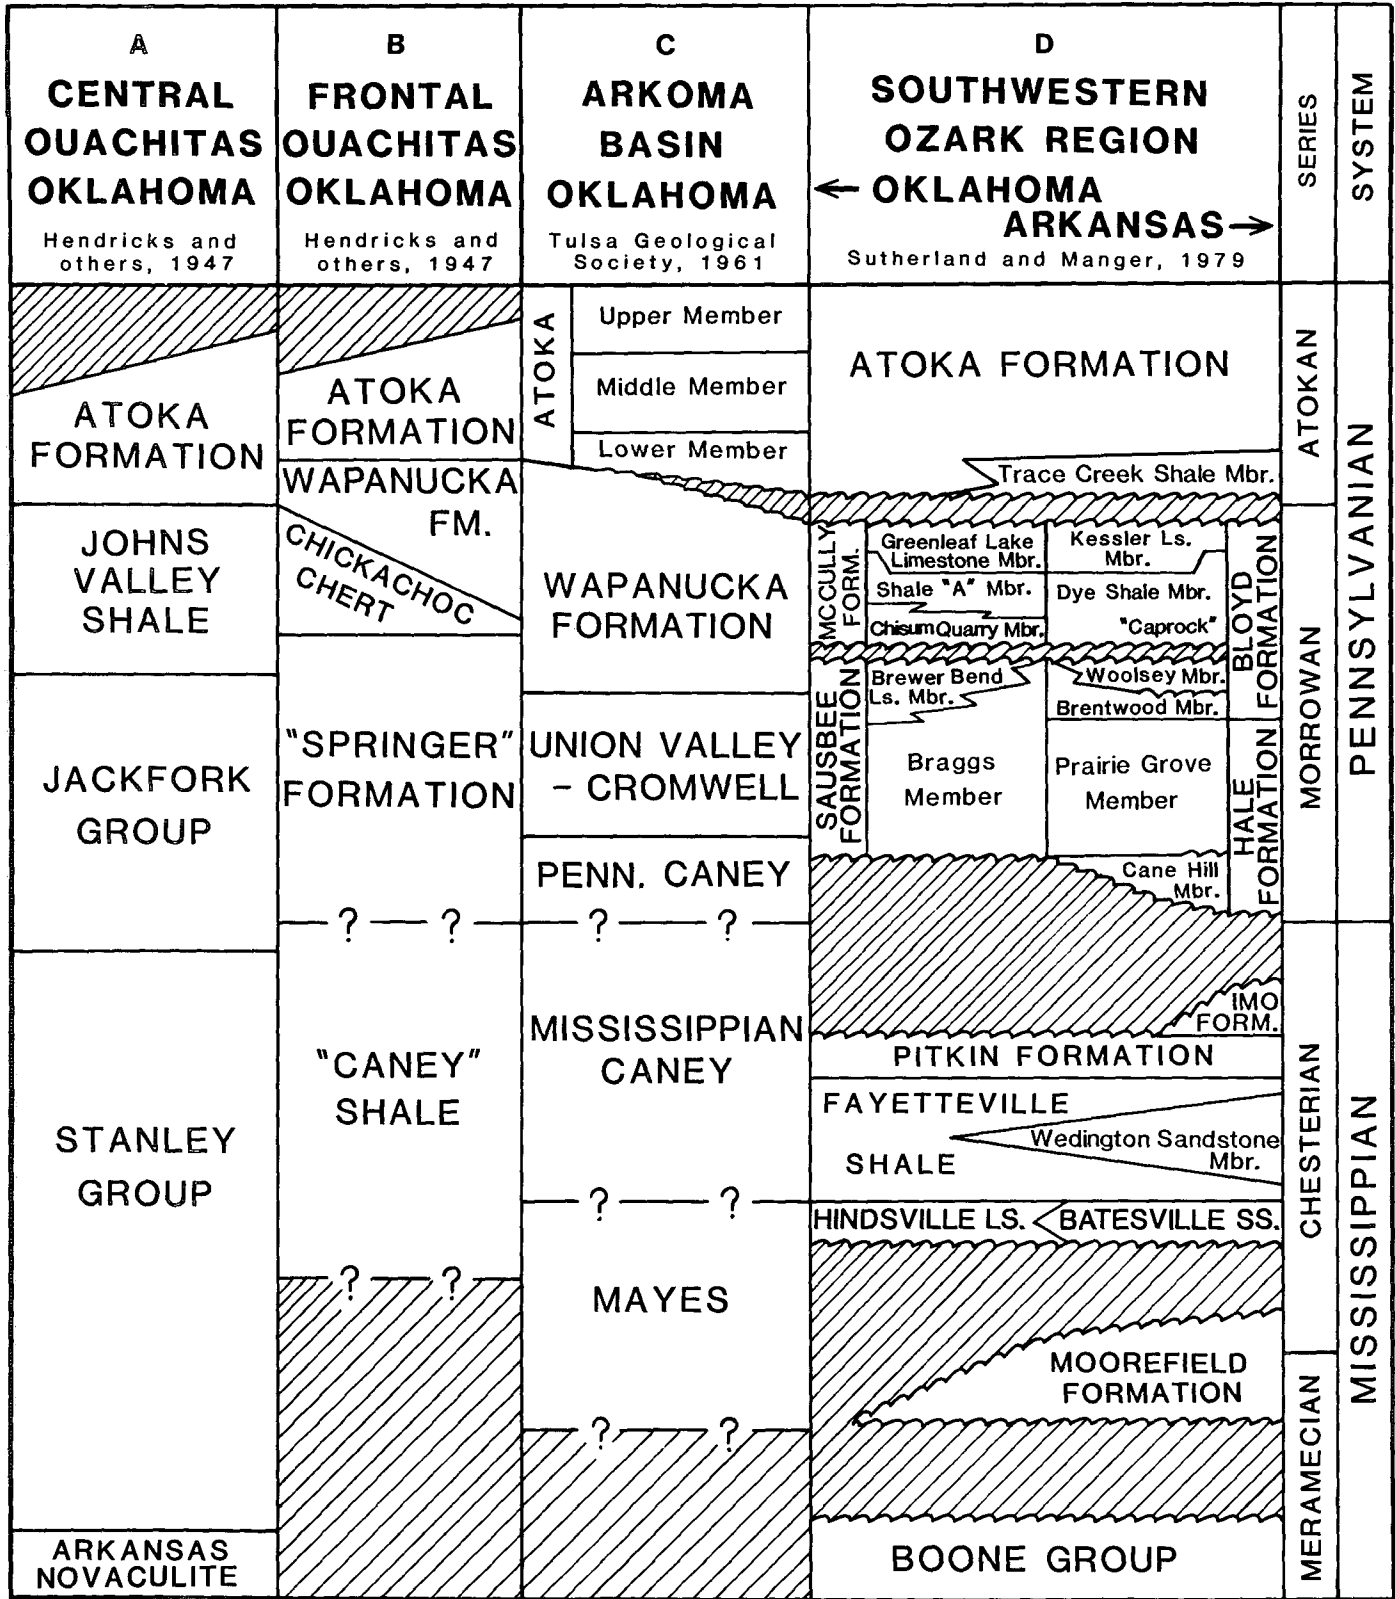 A
CENTRAL
OUACHITAS
OKLAHOMA
Hendricks and
others, 1947
B
FRONTAL
OUACHITAS
OKLAHOMA
Hendricks and
others, 1947
C
ARKOMA
BASIN
OKLAHOMA
Tulsa Geological
Society, 1961
D
SOUTHWESTERN
OZARK REGION
← OKLAHOMA
ARKANSAS →
Sutherland and Manger, 1979
SERIES
SYSTEM
ATOKA
FORMATION
JOHNS
VALLEY
SHALE
JACKFORK
GROUP
STANLEY
GROUP
ARKANSAS
NOVACULITE
ATOKA
FORMATION
WAPANUCKA
FM.
CHICKACHOC
CHERT
"SPRINGER"
FORMATION
? ?
"CANEY"
SHALE
? ?
ATOKA
Upper Member
Middle Member
Lower Member
WAPANUCKA
FORMATION
UNION VALLEY
- CROMWELL
PENN. CANEY
? ?
MISSISSIPPIAN
CANEY
? ?
MAYES
? ?
ATOKA FORMATION
Trace Creek Shale Mbr.
MCCULLY
FORM.
Greenleaf Lake
Limestone Mbr.
Shale "A" Mbr.
Chisum Quarry Mbr.
Kessler Ls.
Mbr.
Dye Shale Mbr.
"Caprock"
BLOYD
FORMATION
SAUSBEE
FORMATION
Brewer Bend
Ls. Mbr.
Braggs
Member
Woolsey Mbr.
Brentwood Mbr.
Prairie Grove
Member
Cane Hill
Mbr.
HALE
FORMATION
IMO
FORM.
PITKIN FORMATION
FAYETTEVILLE
SHALE
Wedington Sandstone
Mbr.
HINDSVILLE LS.
BATESVILLE SS.
MOOREFIELD
FORMATION
BOONE GROUP
ATOKAN
MORROWAN
CHESTERIAN
MERAMECIAN
PENNSYLVANIAN
MISSISSIPPIAN